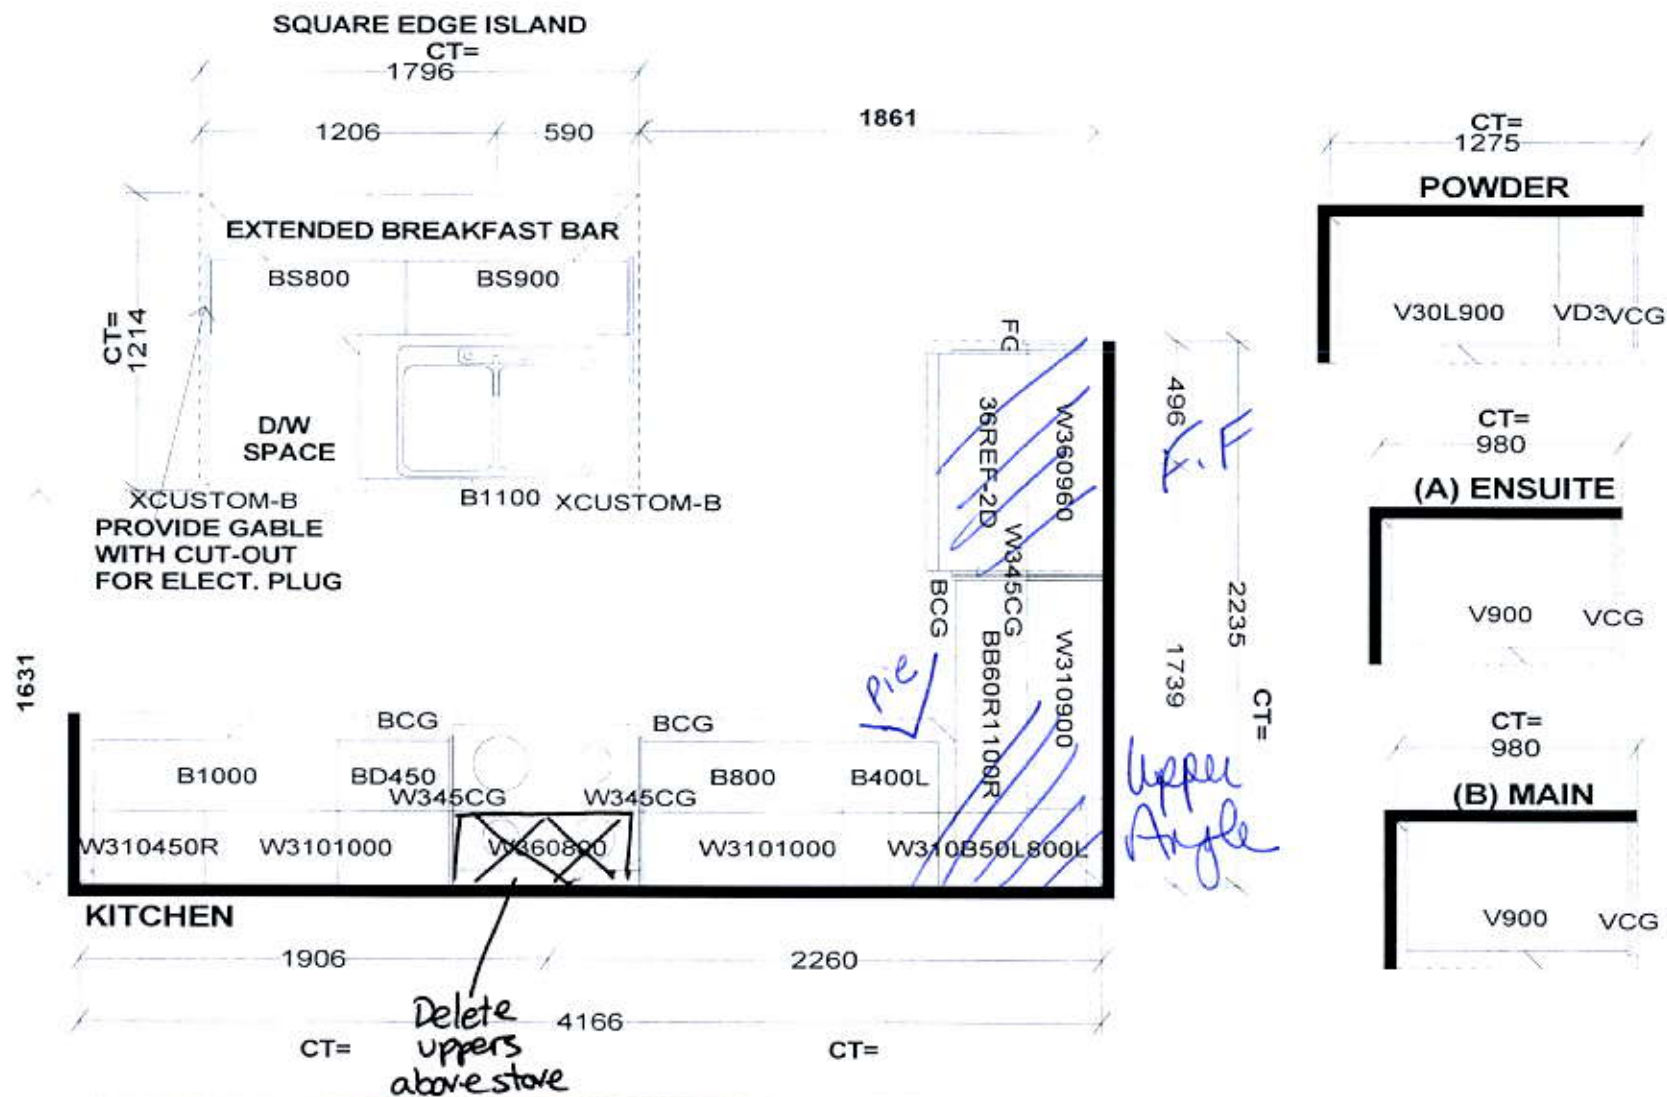 SQUARE EDGE ISLAND
CT=
1796
1206
590
1861
EXTENDED BREAKFAST BAR
BS800
BS900
CT=
1214
D/W
SPACE
XCUSTOM-B
B1100
XCUSTOM-B
PROVIDE GABLE
WITH CUT-OUT
FOR ELECT. PLUG
1631
FG
36REF-2D
W360960
496
F.F
W345CG
BCG
BB60R1100R
W310900
2235
1739
CT=
pie
Upper
Angle
BCG
BCG
B1000
BD450
B800
B400L
W345CG
W345CG
W310450R
W3101000
W360800
W3101000
W310B50L800L
KITCHEN
1906
2260
4166
CT=
CT=
Delete
uppers
above stove
CT=
1275
POWDER
V30L900
VD3
VCG
CT=
980
(A) ENSUITE
V900
VCG
CT=
980
(B) MAIN
V900
VCG